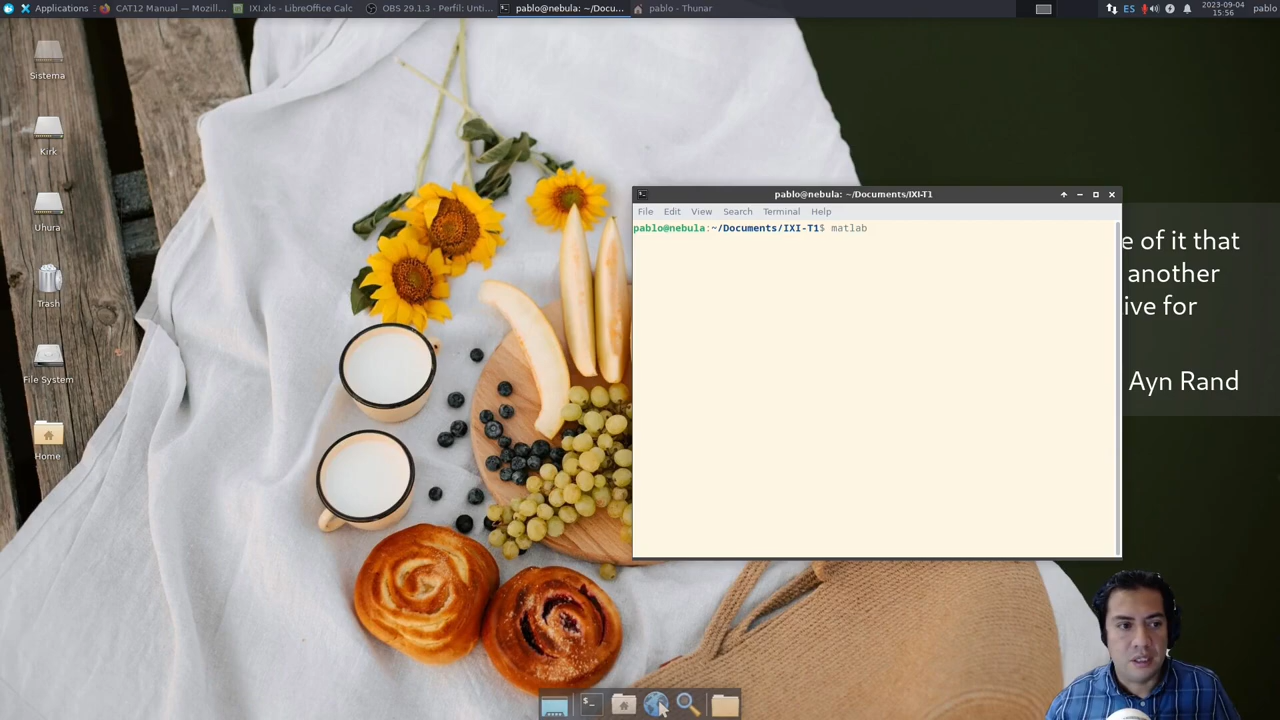 Applications
CAT12 Manual — Mozill...
IXI.xls - LibreOffice Calc
OBS 29.1.3 - Perfil: Unti...
pablo@nebula: ~/Docu...
pablo - Thunar
ES
2023-09-04
15:56
pablo
Sistema
Kirk
Uhura
Trash
File System
Home
pablo@nebula: ~/Documents/IXI-T1
File Edit View Search Terminal Help
pablo@nebula:~/Documents/IXI-T1$ matlab
e of it that
another
ive for
Ayn Rand